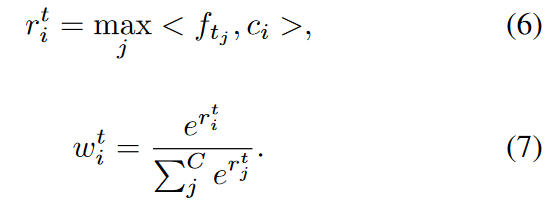 $r_i^t = \max_j < f_{t_j}, c_i >,$ (6)
$w_i^t = \frac{e^{r_i^t}}{\sum_j^C e^{r_j^t}}.$ (7)